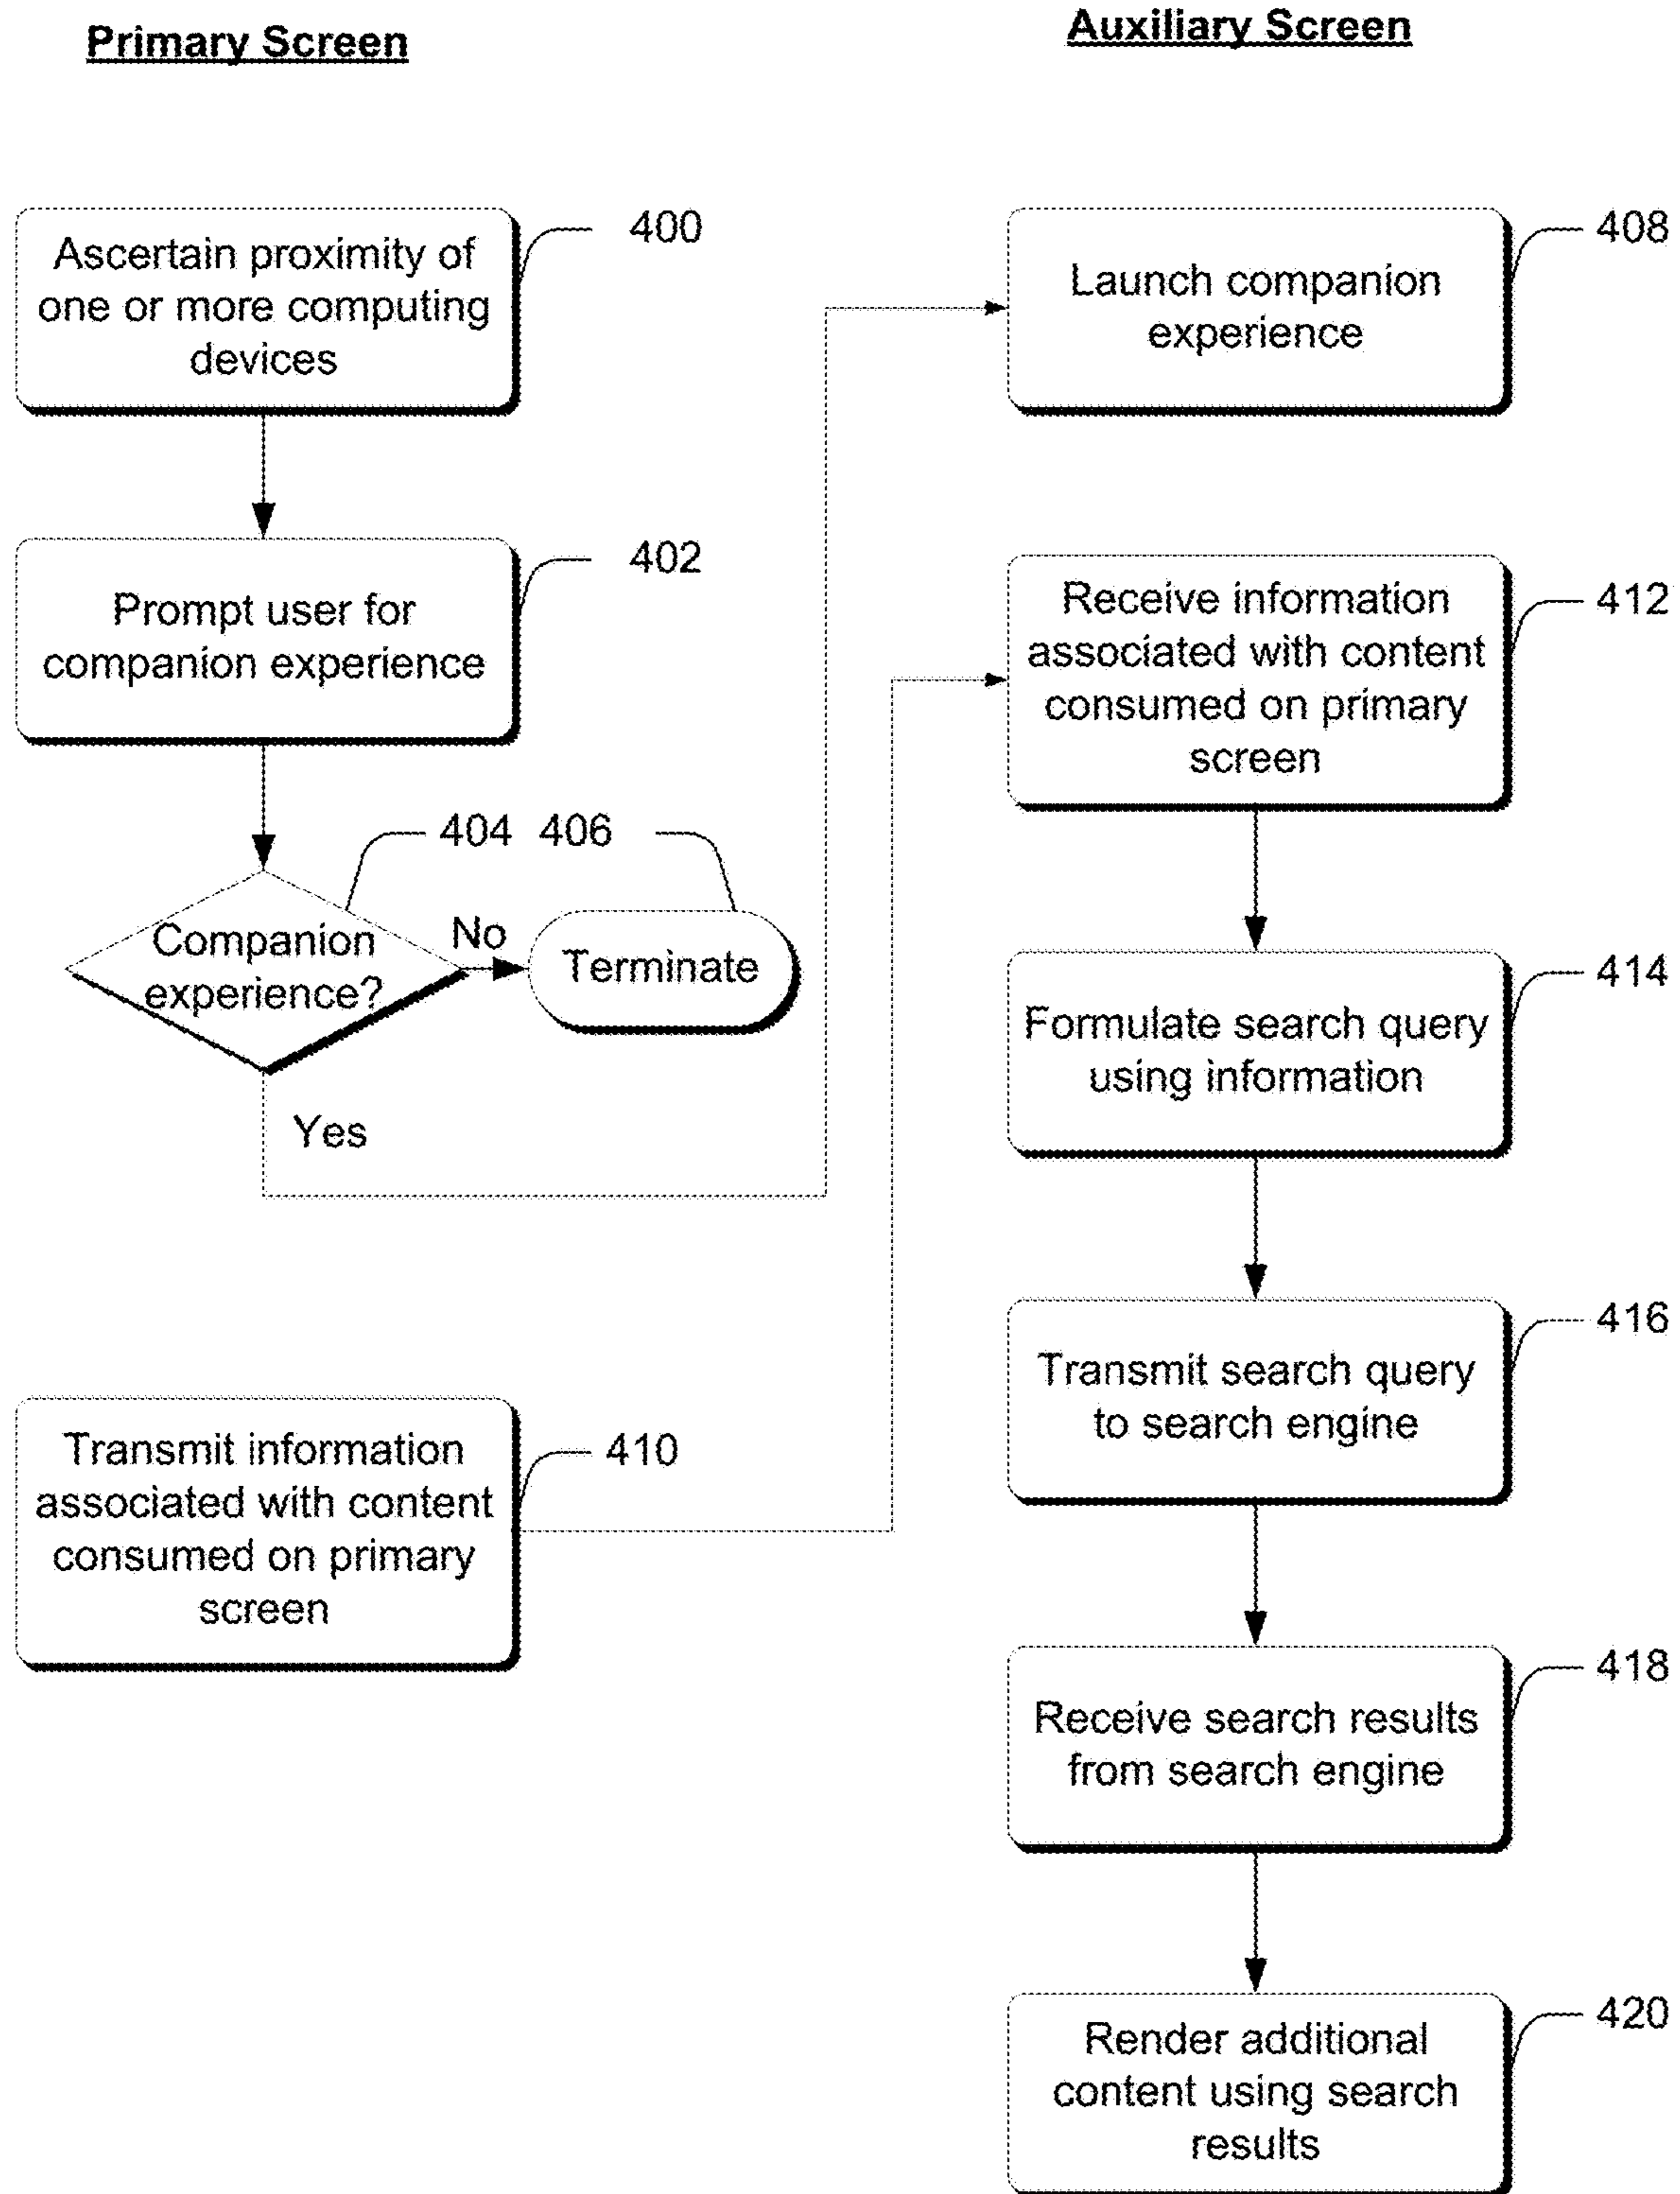 Primary Screen
Ascertain proximity of
one or more computing
devices
400
Prompt user for
companion experience
402
404
406
Companion
experience?
No
Terminate
Yes
Transmit information
associated with content
consumed on primary
screen
410
Auxiliary Screen
Launch companion
experience
408
Receive information
associated with content
consumed on primary
screen
412
Formulate search query
using information
414
Transmit search query
to search engine
416
Receive search results
from search engine
418
Render additional
content using search
results
420